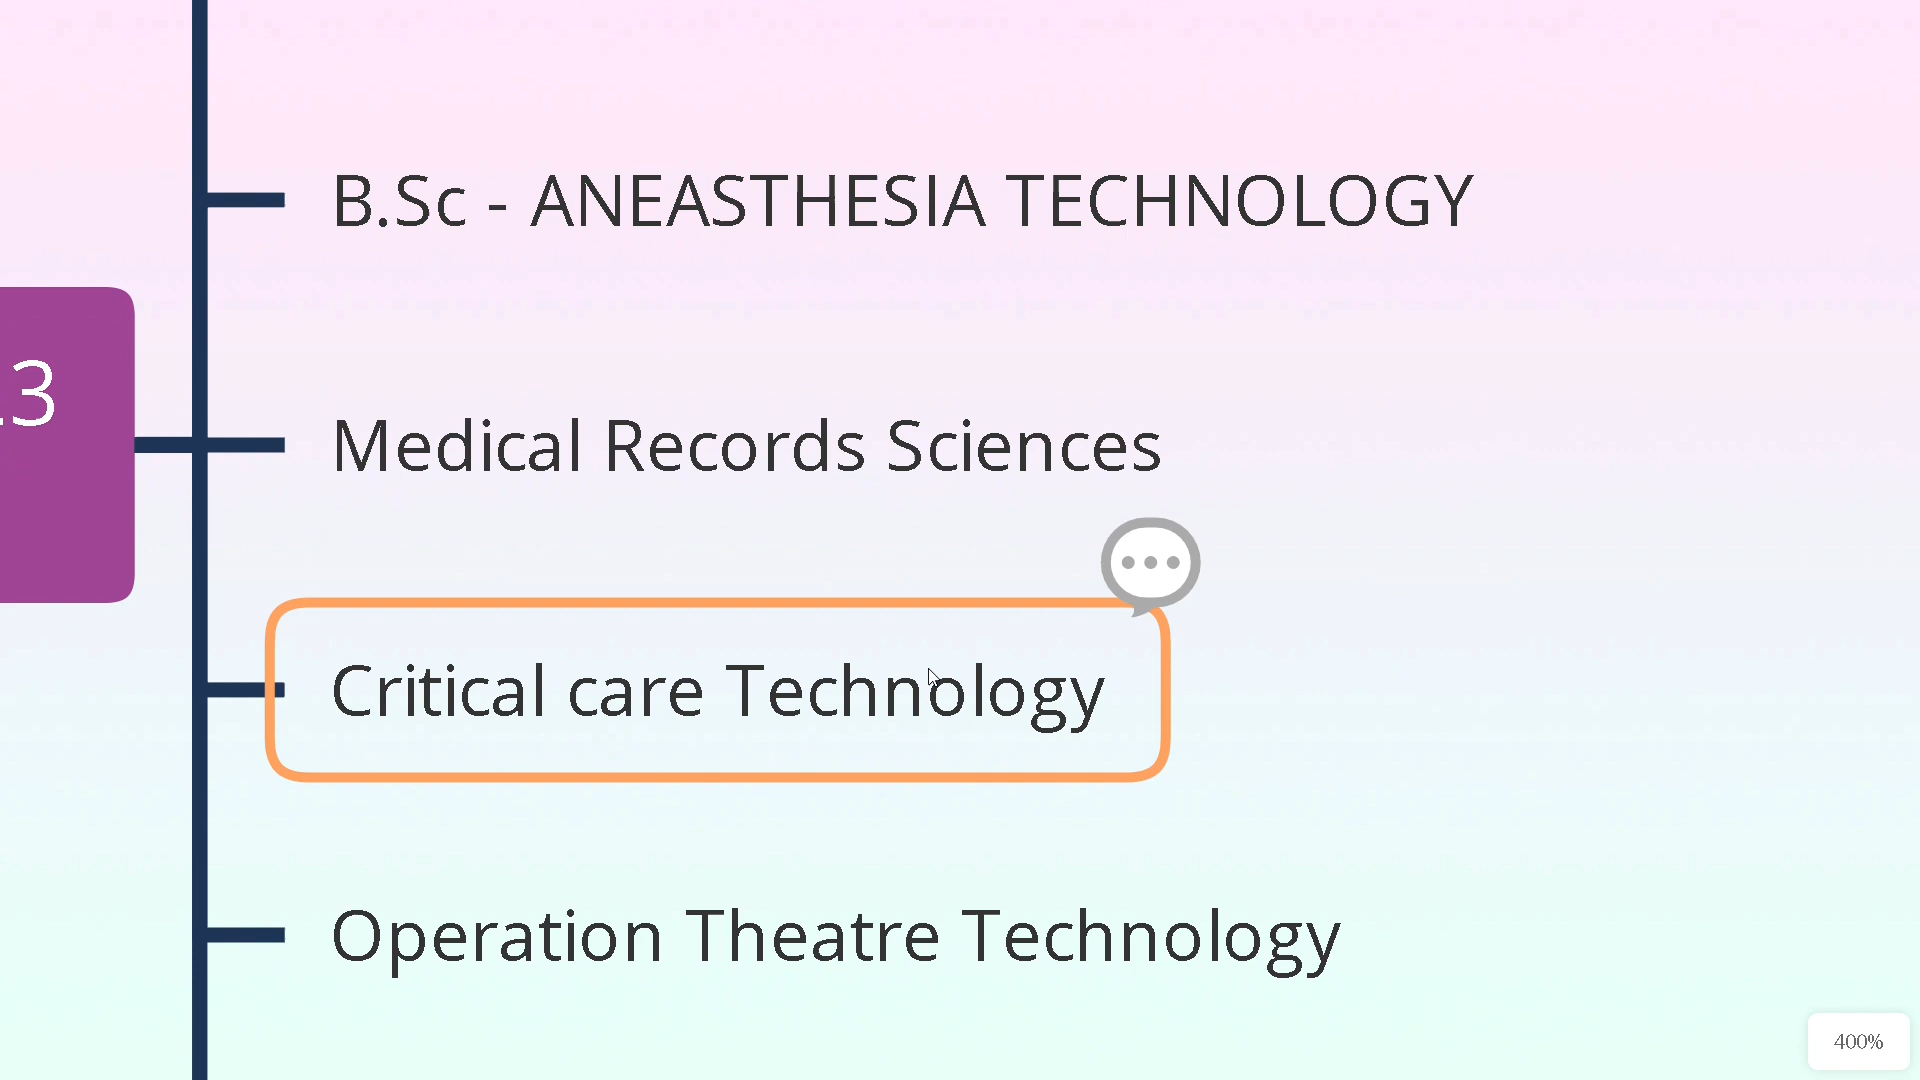 B.Sc - ANEASTHESIA TECHNOLOGY
.3
Medical Records Sciences
Critical care Technology
Operation Theatre Technology
400%